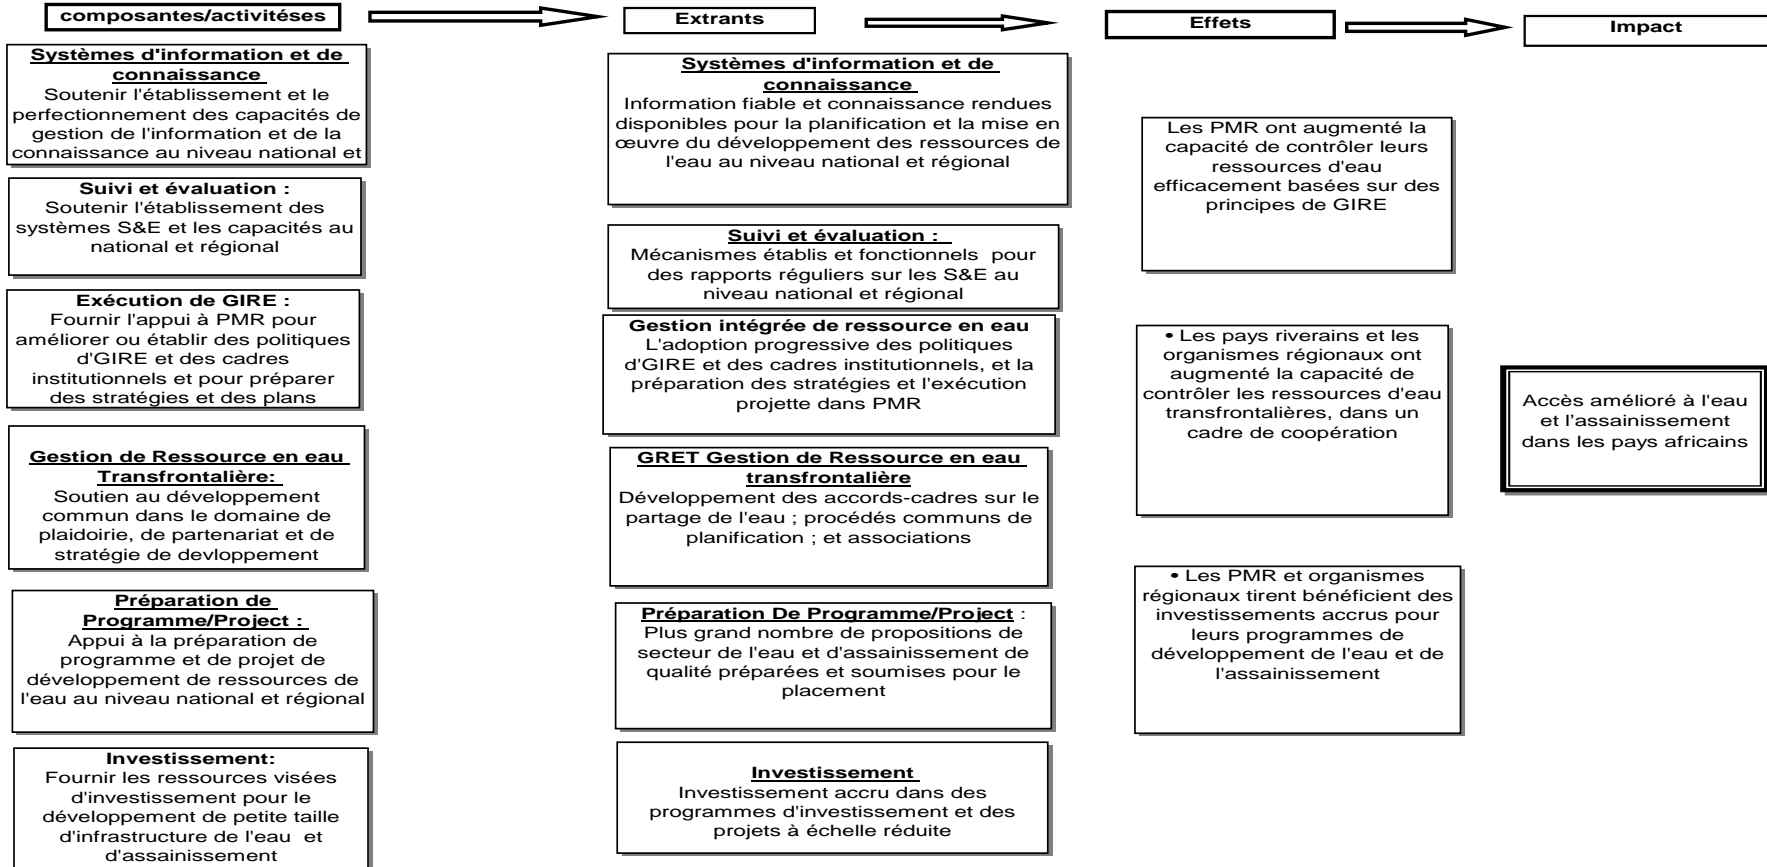 composantes/activitéses
Extrants
Effets
Impact
Systèmes d'information et de
connaissance
Soutenir l'établissement et le
perfectionnement des capacités de
gestion de l'information et de la
connaissance au niveau national et
Suivi et évaluation :
Soutenir l'établissement des
systèmes S&E et les capacités au
national et régional
Exécution de GIRE :
Fournir l'appui à PMR pour
améliorer ou établir des politiques
d'GIRE et des cadres
institutionnels et pour préparer
des stratégies et des plans
Gestion de Ressource en eau
Transfrontalière:
Soutien au développement
commun dans le domaine de
plaidoirie, de partenariat et de
stratégie de devloppement
Préparation de
Programme/Project :
Appui à la préparation de
programme et de projet de
développement de ressources de
l'eau au niveau national et régional
Investissement:
Fournir les ressources visées
d'investissement pour le
développement de petite taille
d'infrastructure de l'eau et
d'assainissement
Systèmes d'information et de
connaissance
Information fiable et connaissance rendues
disponibles pour la planification et la mise en
œuvre du développement des ressources de
l'eau au niveau national et régional
Suivi et évaluation :
Mécanismes établis et fonctionnels pour
des rapports réguliers sur les S&E au
niveau national et régional
Gestion intégrée de ressource en eau
L'adoption progressive des politiques
d'GIRE et des cadres institutionnels, et la
préparation des stratégies et l'exécution
projette dans PMR
GRET Gestion de Ressource en eau
transfrontalière
Développement des accords-cadres sur le
partage de l'eau ; procédés communs de
planification ; et associations
Préparation De Programme/Project :
Plus grand nombre de propositions de
secteur de l'eau et d'assainissement de
qualité préparées et soumises pour le
placement
Investissement
Investissement accru dans des
programmes d'investissement et des
projets à échelle réduite
Les PMR ont augmenté la
capacité de contrôler leurs
ressources d'eau
efficacement basées sur des
principes de GIRE
• Les pays riverains et les
organismes régionaux ont
augmenté la capacité de
contrôler les ressources d'eau
transfrontalières, dans un
cadre de coopération
• Les PMR et organismes
régionaux tirent bénéficient des
investissements accrus pour
leurs programmes de
développement de l'eau et de
l'assainissement
Accès amélioré à l'eau
et l'assainissement
dans les pays africains